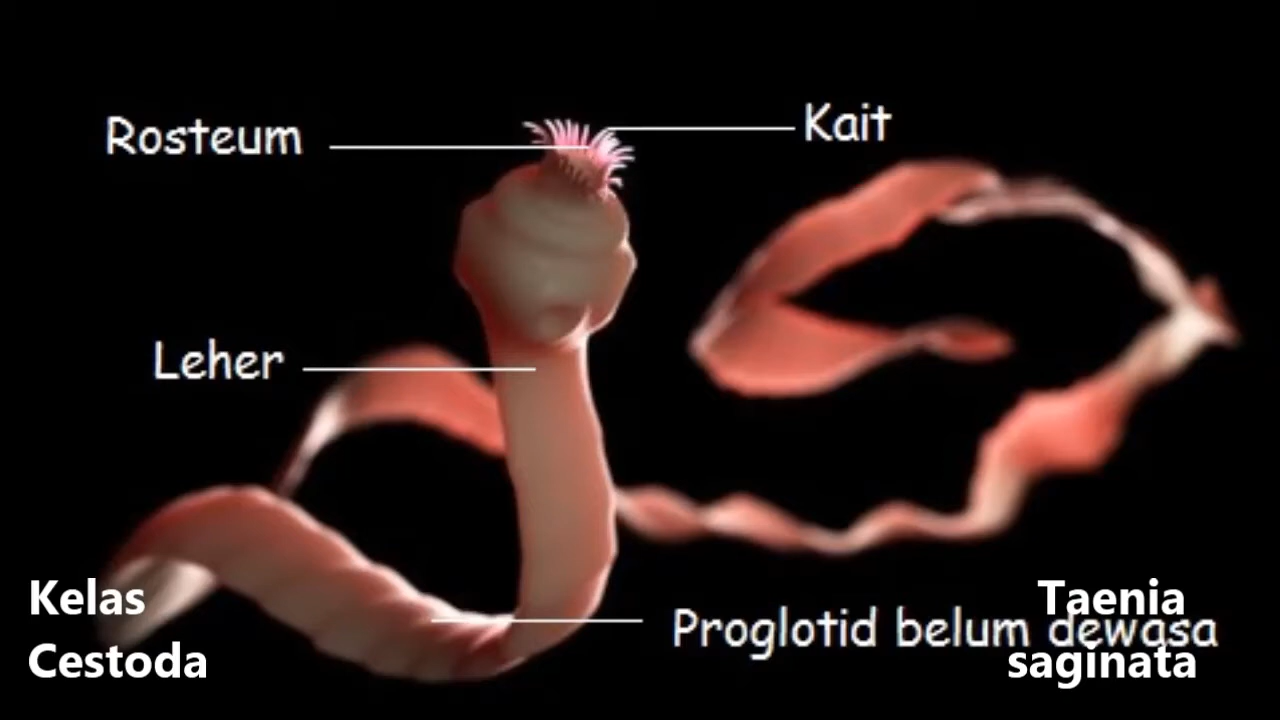 Rosteum
Kait
Leher
Kelas
Cestoda
Proglotid belum dewasa
Taenia
saginata